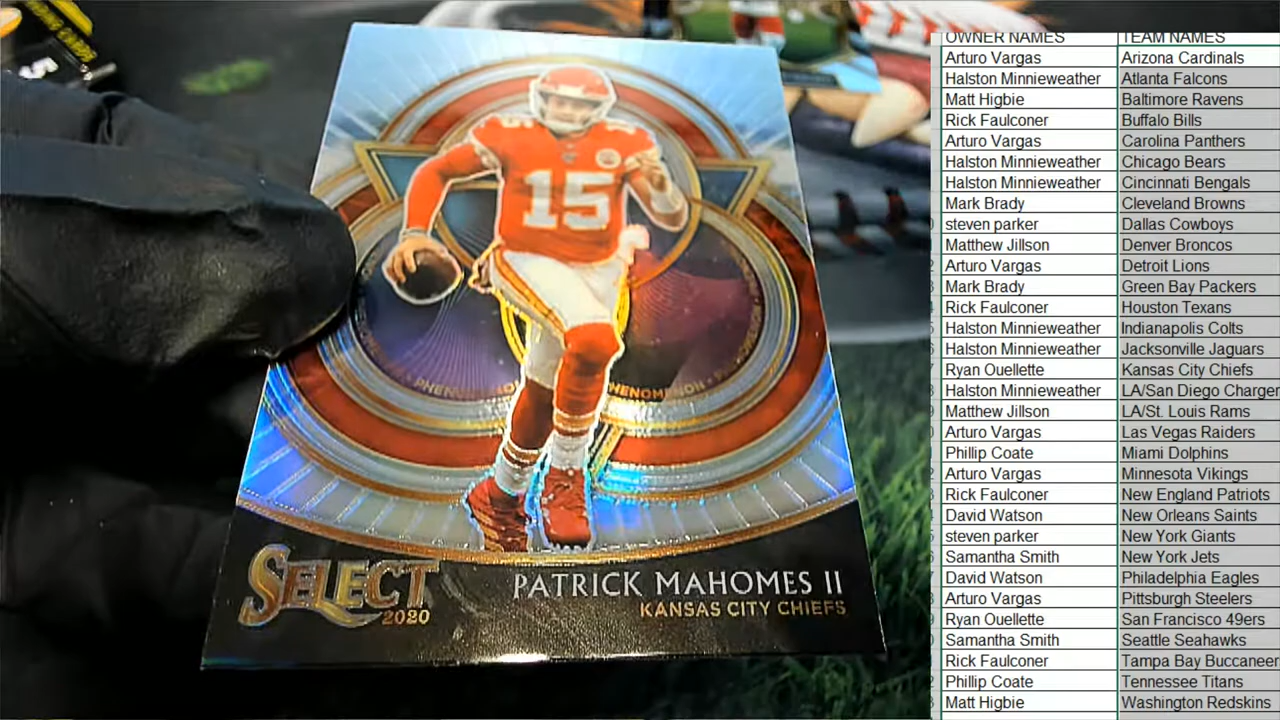 15
15
PHENOMENON
SELECT
2020
PATRICK MAHOMES II
KANSAS CITY CHIEFS
OWNER NAMES TEAM NAMES
Arturo Vargas Arizona Cardinals
Halston Minnieweather Atlanta Falcons
Matt Higbie Baltimore Ravens
Rick Faulconer Buffalo Bills
Arturo Vargas Carolina Panthers
Halston Minnieweather Chicago Bears
Halston Minnieweather Cincinnati Bengals
Mark Brady Cleveland Browns
steven parker Dallas Cowboys
Matthew Jillson Denver Broncos
Arturo Vargas Detroit Lions
Mark Brady Green Bay Packers
Rick Faulconer Houston Texans
Halston Minnieweather Indianapolis Colts
Halston Minnieweather Jacksonville Jaguars
Ryan Ouellette Kansas City Chiefs
Halston Minnieweather LA/San Diego Charger
Matthew Jillson LA/St. Louis Rams
Arturo Vargas Las Vegas Raiders
Phillip Coate Miami Dolphins
Arturo Vargas Minnesota Vikings
Rick Faulconer New England Patriots
David Watson New Orleans Saints
steven parker New York Giants
Samantha Smith New York Jets
David Watson Philadelphia Eagles
Arturo Vargas Pittsburgh Steelers
Ryan Ouellette San Francisco 49ers
Samantha Smith Seattle Seahawks
Rick Faulconer Tampa Bay Buccaneer
Phillip Coate Tennessee Titans
Matt Higbie Washington Redskins